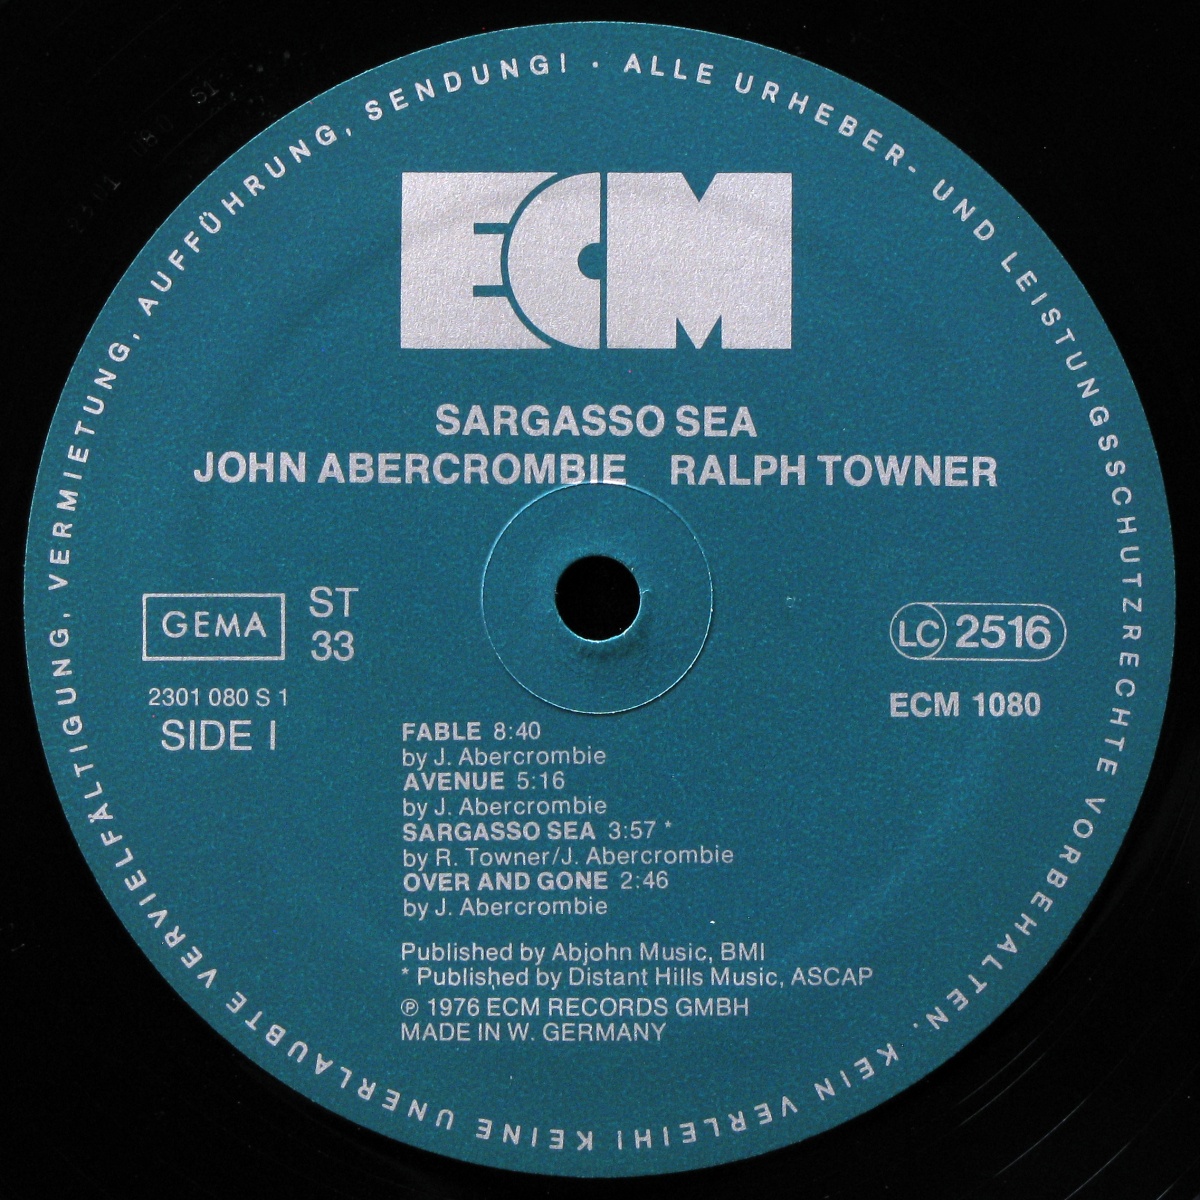 ALLE URHEBER- UND LEISTUNGSSCHUTZRECHTE VORBEHALTEN. KEIN VERLEIH! KEINE UNERLAUBTE VERVIELFÄLTIGUNG, VERMIETUNG, AUFFÜHRUNG, SENDUNG! ·
ECM
SARGASSO SEA
JOHN ABERCROMBIE RALPH TOWNER
GEMA
ST
33
LC 2516
2301 080 S 1
SIDE I
ECM 1080
FABLE 8:40
by J. Abercrombie
AVENUE 5:16
by J. Abercrombie
SARGASSO SEA 3:57 *
by R. Towner/J. Abercrombie
OVER AND GONE 2:46
by J. Abercrombie
Published by Abjohn Music, BMI
* Published by Distant Hills Music, ASCAP
℗ 1976 ECM RECORDS GMBH
MADE IN W. GERMANY